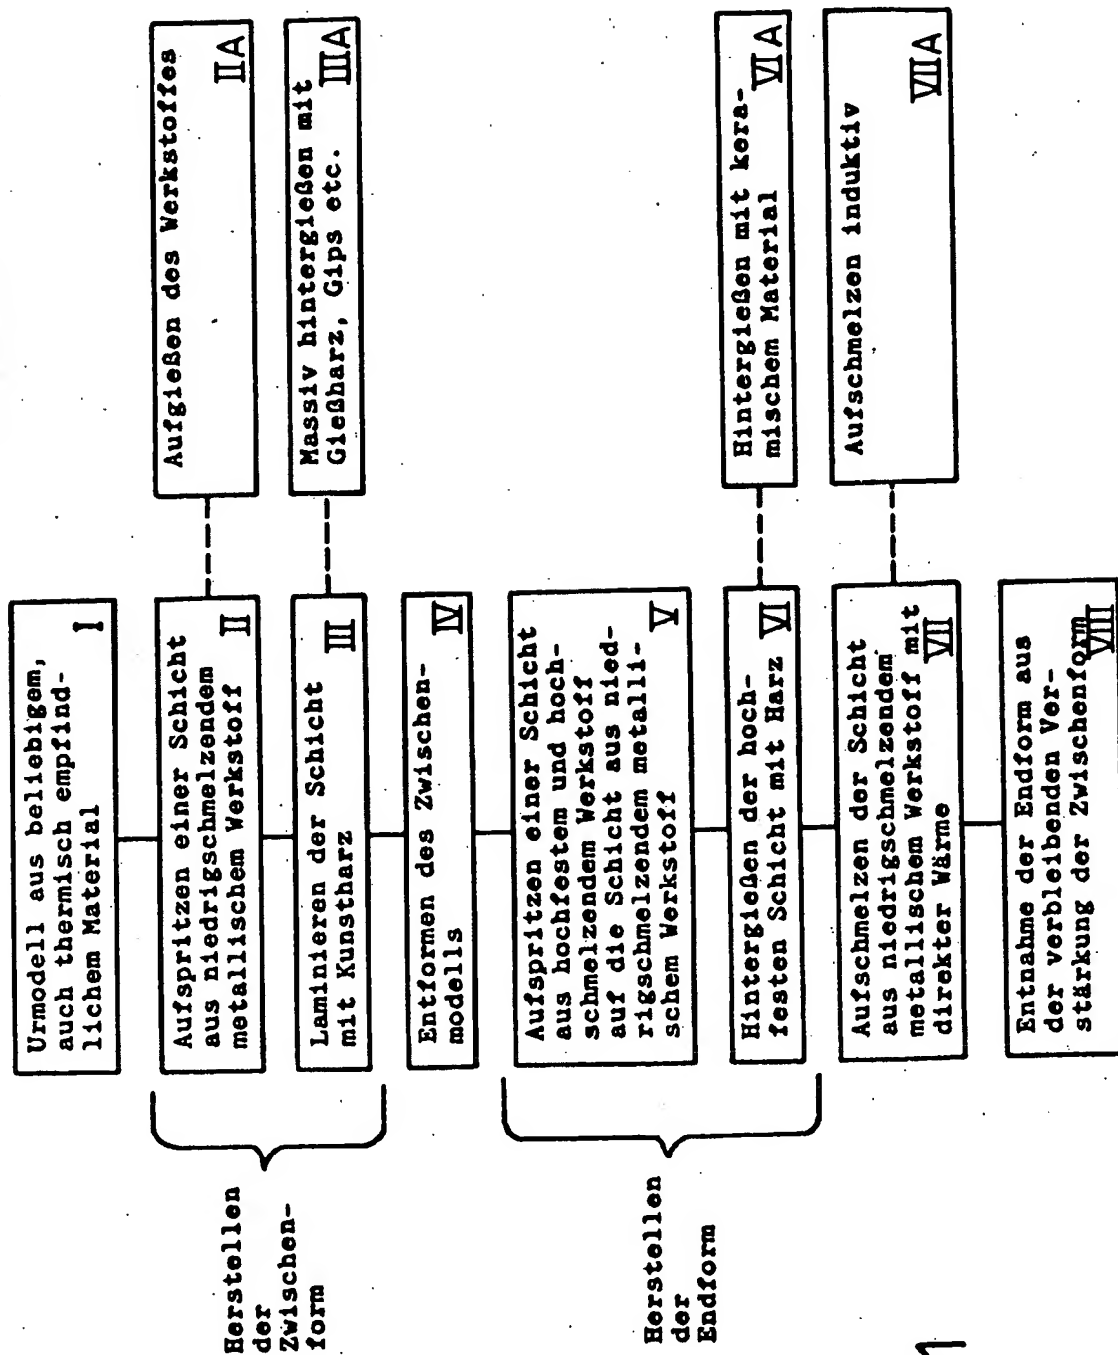 Urmodell aus beliebigem,
auch thermisch empfind-
lichem Material
I
Aufspritzen einer Schicht
aus niedrigschmelzendem
metallischem Werkstoff
II
Aufgießen des Werkstoffes
IIA
Laminieren der Schicht
mit Kunstharz
III
Massiv hintergießen mit
Gießharz, Gips etc.
IIIA
Herstellen
der
Zwischen-
form
Entformen des Zwischen-
modells
IV
Aufspritzen einer Schicht
aus hochfestem und hoch-
schmelzendem Werkstoff
auf die Schicht aus nied-
rigschmelzendem metalli-
schem Werkstoff
V
Hintergießen der hoch-
festen Schicht mit Harz
VI
Hintergießen mit kera-
mischem Material
VIA
Herstellen
der
Endform
Aufschmelzen der Schicht
aus niedrigschmelzendem
metallischem Werkstoff mit
direkter Wärme
VII
Aufschmelzen induktiv
VIIA
Entnahme der Endform aus
der verbleibenden Ver-
stärkung der Zwischenform
VIII
1